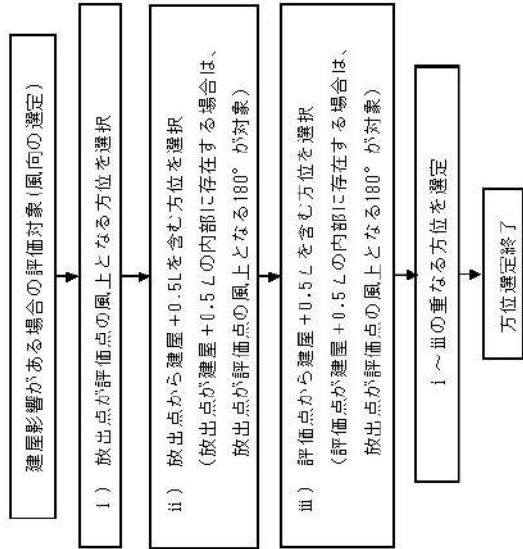 建屋影響がある場合の評価対象(風向の選定)
ⅰ) 放出点が評価点の風上となる方位を選択
ⅱ) 放出点から建屋+0.5Lを含む方位を選択
(放出点が建屋+0.5Lの内部に存在する場合は、
放出点が評価点の風上となる180°が対象)
ⅲ) 評価点から建屋+0.5Lを含む方位を選択
(評価点が建屋+0.5Lの内部に存在する場合は、
放出点が評価点の風上となる180°が対象)
ⅰ~ⅲの重なる方位を選定
方位選定終了